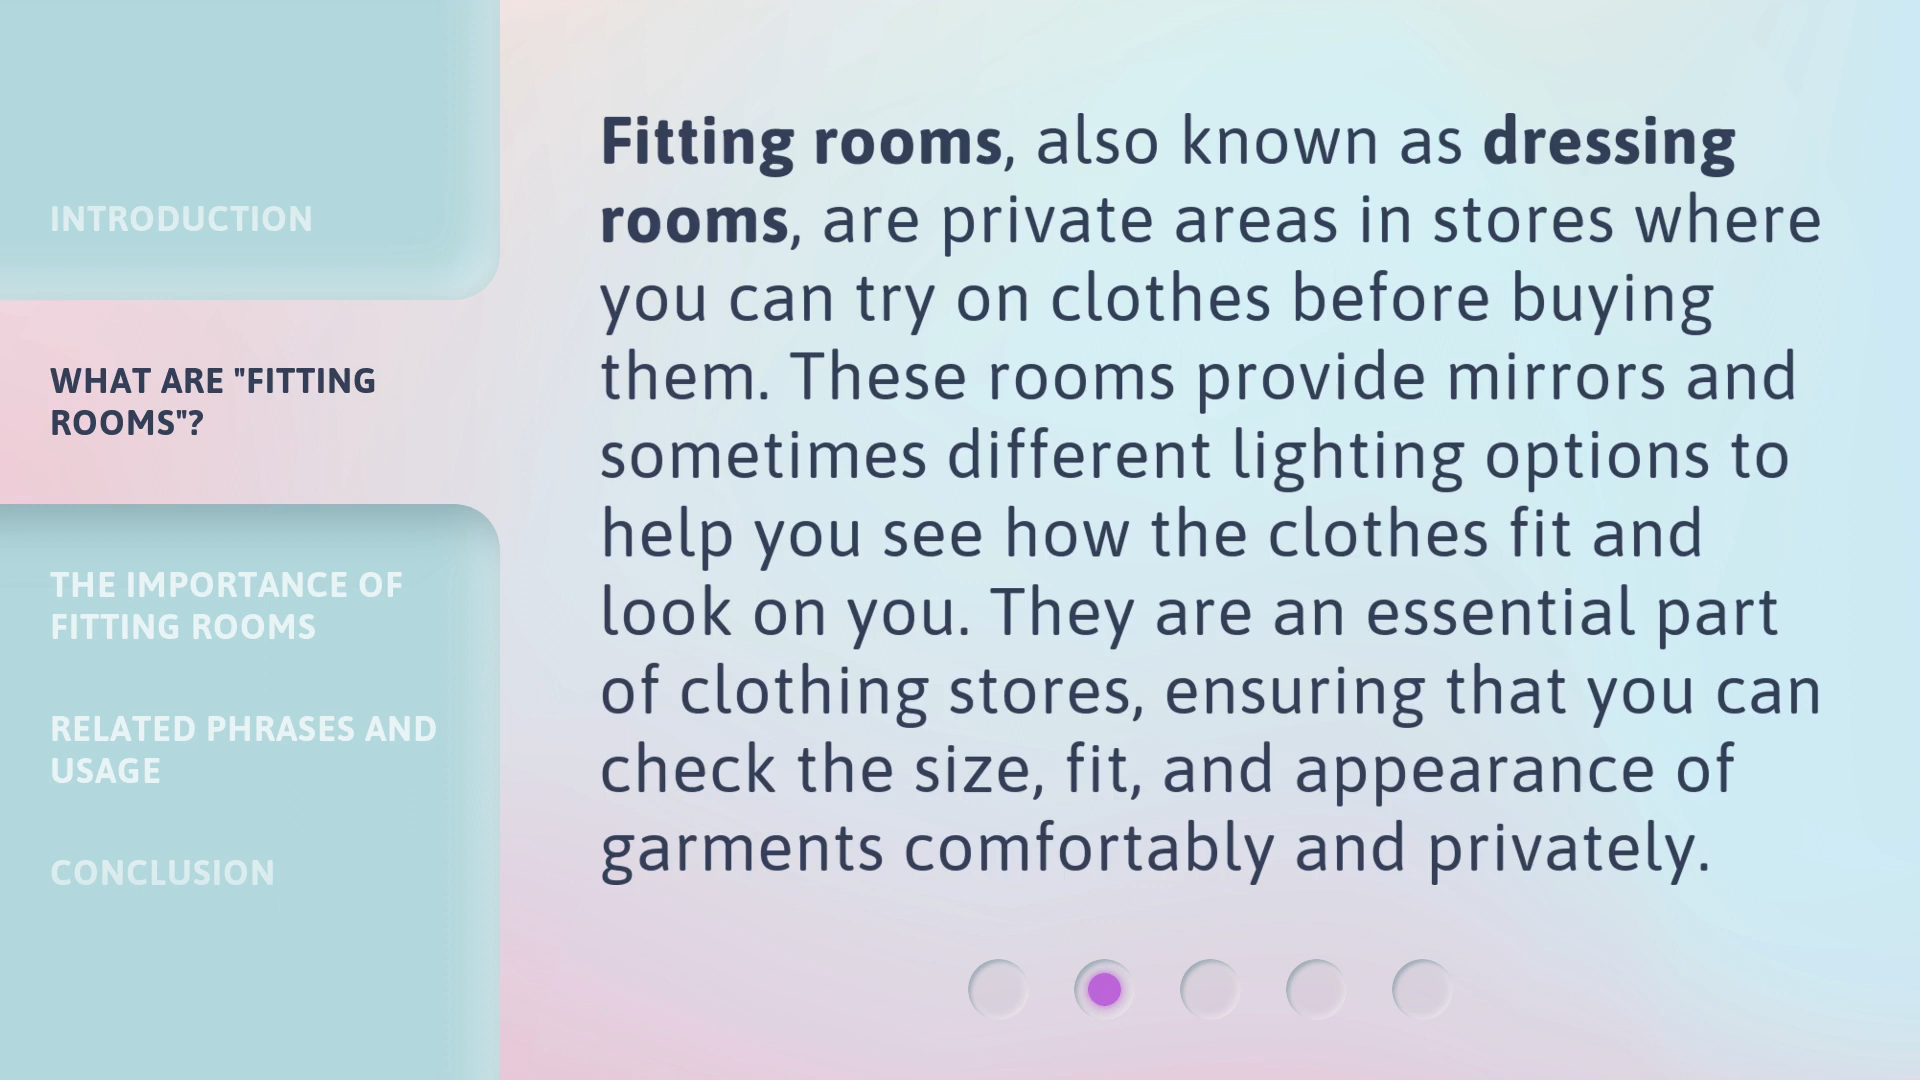 INTRODUCTION
WHAT ARE "FITTING
ROOMS"?
THE IMPORTANCE OF
FITTING ROOMS
RELATED PHRASES AND
USAGE
CONCLUSION
Fitting rooms, also known as dressing
rooms, are private areas in stores where
you can try on clothes before buying
them. These rooms provide mirrors and
sometimes different lighting options to
help you see how the clothes fit and
look on you. They are an essential part
of clothing stores, ensuring that you can
check the size, fit, and appearance of
garments comfortably and privately.